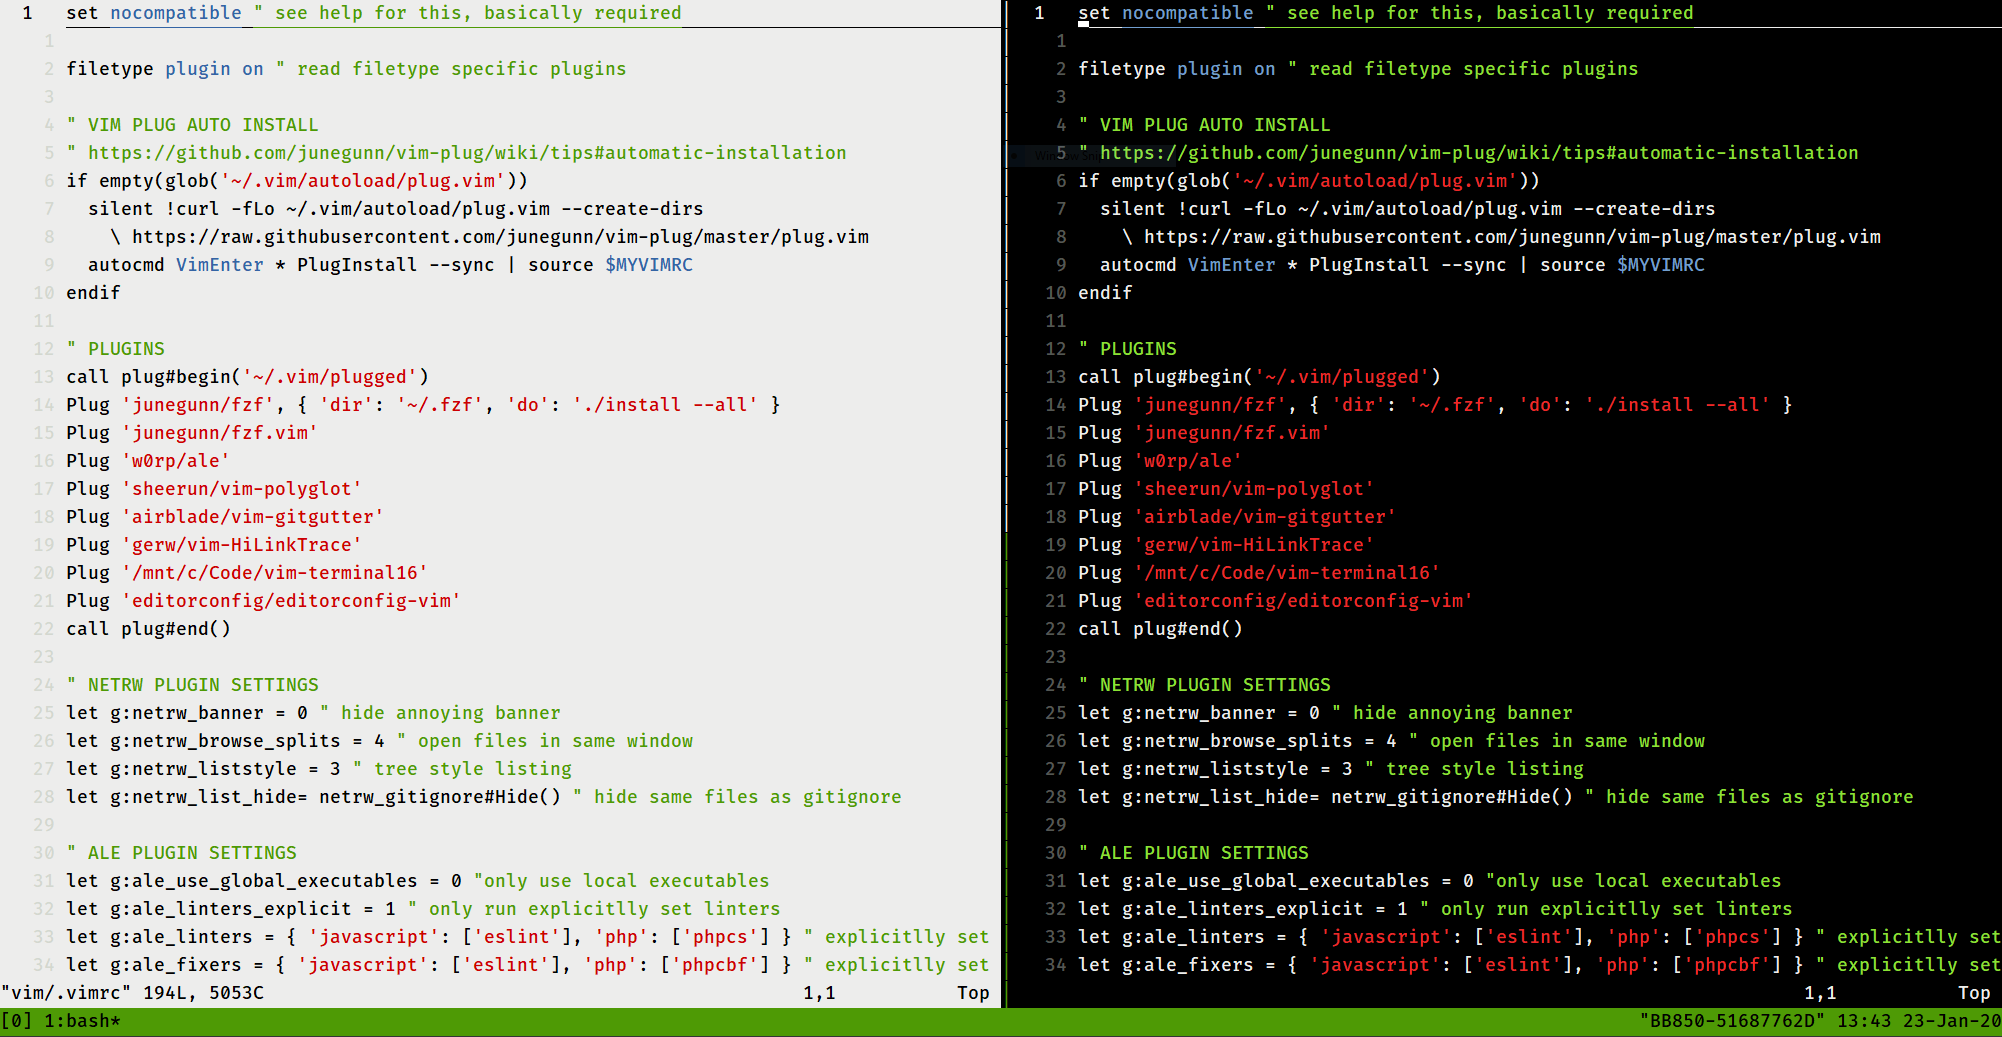 1 set nocompatible " see help for this, basically required
1
2 filetype plugin on " read filetype specific plugins
3
4 " VIM PLUG AUTO INSTALL
5 " https://github.com/junegunn/vim-plug/wiki/tips#automatic-installation
6 if empty(glob('~/.vim/autoload/plug.vim'))
7 silent !curl -fLo ~/.vim/autoload/plug.vim --create-dirs
8 \ https://raw.githubusercontent.com/junegunn/vim-plug/master/plug.vim
9 autocmd VimEnter * PlugInstall --sync | source $MYVIMRC
10 endif
11
12 " PLUGINS
13 call plug#begin('~/.vim/plugged')
14 Plug 'junegunn/fzf', { 'dir': '~/.fzf', 'do': './install --all' }
15 Plug 'junegunn/fzf.vim'
16 Plug 'w0rp/ale'
17 Plug 'sheerun/vim-polyglot'
18 Plug 'airblade/vim-gitgutter'
19 Plug 'gerw/vim-HiLinkTrace'
20 Plug '/mnt/c/Code/vim-terminal16'
21 Plug 'editorconfig/editorconfig-vim'
22 call plug#end()
23
24 " NETRW PLUGIN SETTINGS
25 let g:netrw_banner = 0 " hide annoying banner
26 let g:netrw_browse_splits = 4 " open files in same window
27 let g:netrw_liststyle = 3 " tree style listing
28 let g:netrw_list_hide= netrw_gitignore#Hide() " hide same files as gitignore
29
30 " ALE PLUGIN SETTINGS
31 let g:ale_use_global_executables = 0 "only use local executables
32 let g:ale_linters_explicit = 1 " only run explicitlly set linters
33 let g:ale_linters = { 'javascript': ['eslint'], 'php': ['phpcs'] } " explicitlly set
34 let g:ale_fixers = { 'javascript': ['eslint'], 'php': ['phpcbf'] } " explicitlly set
"vim/.vimrc" 194L, 5053C 1,1 Top
1 set nocompatible " see help for this, basically required
1
2 filetype plugin on " read filetype specific plugins
3
4 " VIM PLUG AUTO INSTALL
5 " https://github.com/junegunn/vim-plug/wiki/tips#automatic-installation
6 if empty(glob('~/.vim/autoload/plug.vim'))
7 silent !curl -fLo ~/.vim/autoload/plug.vim --create-dirs
8 \ https://raw.githubusercontent.com/junegunn/vim-plug/master/plug.vim
9 autocmd VimEnter * PlugInstall --sync | source $MYVIMRC
10 endif
11
12 " PLUGINS
13 call plug#begin('~/.vim/plugged')
14 Plug 'junegunn/fzf', { 'dir': '~/.fzf', 'do': './install --all' }
15 Plug 'junegunn/fzf.vim'
16 Plug 'w0rp/ale'
17 Plug 'sheerun/vim-polyglot'
18 Plug 'airblade/vim-gitgutter'
19 Plug 'gerw/vim-HiLinkTrace'
20 Plug '/mnt/c/Code/vim-terminal16'
21 Plug 'editorconfig/editorconfig-vim'
22 call plug#end()
23
24 " NETRW PLUGIN SETTINGS
25 let g:netrw_banner = 0 " hide annoying banner
26 let g:netrw_browse_splits = 4 " open files in same window
27 let g:netrw_liststyle = 3 " tree style listing
28 let g:netrw_list_hide= netrw_gitignore#Hide() " hide same files as gitignore
29
30 " ALE PLUGIN SETTINGS
31 let g:ale_use_global_executables = 0 "only use local executables
32 let g:ale_linters_explicit = 1 " only run explicitlly set linters
33 let g:ale_linters = { 'javascript': ['eslint'], 'php': ['phpcs'] } " explicitlly set
34 let g:ale_fixers = { 'javascript': ['eslint'], 'php': ['phpcbf'] } " explicitlly set
1,1 Top
[0] 1:bash* "BB850-51687762D" 13:43 23-Jan-20